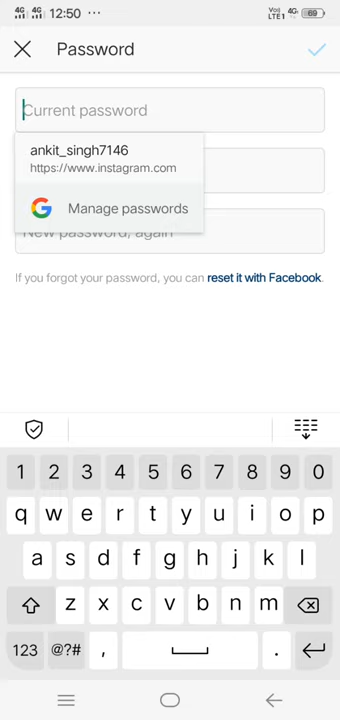 4G 4G 12:50 ... Vo) LTE1 4G 69
Password
Current password
ankit_singh7146
https://www.instagram.com
Manage passwords
New password, again
If you forgot your password, you can reset it with Facebook.
1 2 3 4 5 6 7 8 9 0
q w e r t y u i o p
a s d f g h j k l
z x c v b n m
123 @?# , .